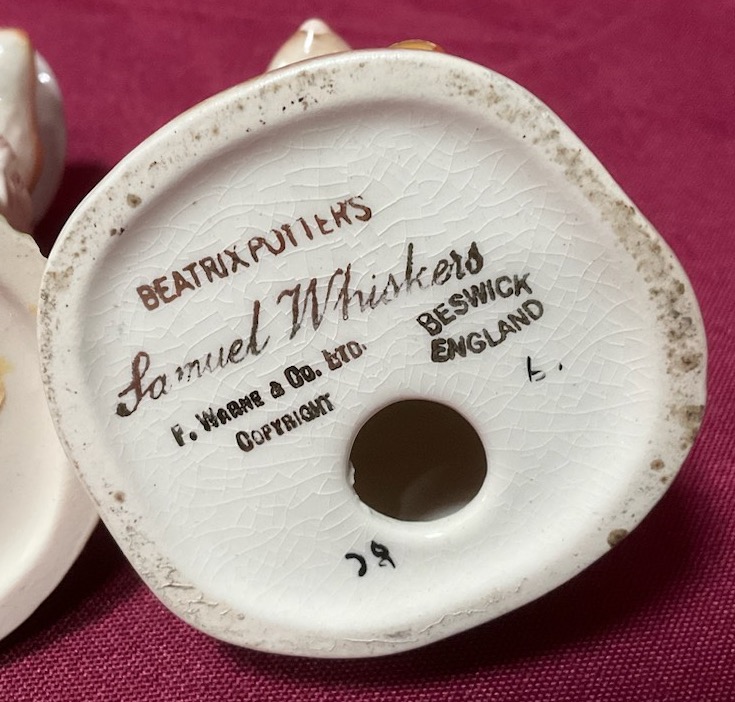 BEATRIX POTTER'S
Samuel Whiskers
F. WARNE & CO. LTD.
COPYRIGHT
BESWICK
ENGLAND